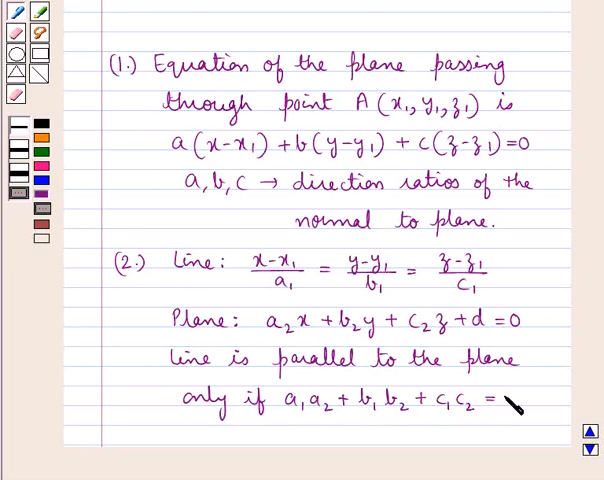 (1.) Equation of the plane passing
through point A (x₁, y₁, z₁) is
a(x-x₁) + b(y-y₁) + c(z-z₁) = 0
a, b, c → direction ratios of the
normal to plane.
(2.) Line: x-x₁/a₁ = y-y₁/b₁ = z-z₁/c₁
Plane: a₂x + b₂y + c₂z + d = 0
Line is parallel to the plane
only if a₁a₂ + b₁b₂ + c₁c₂ =